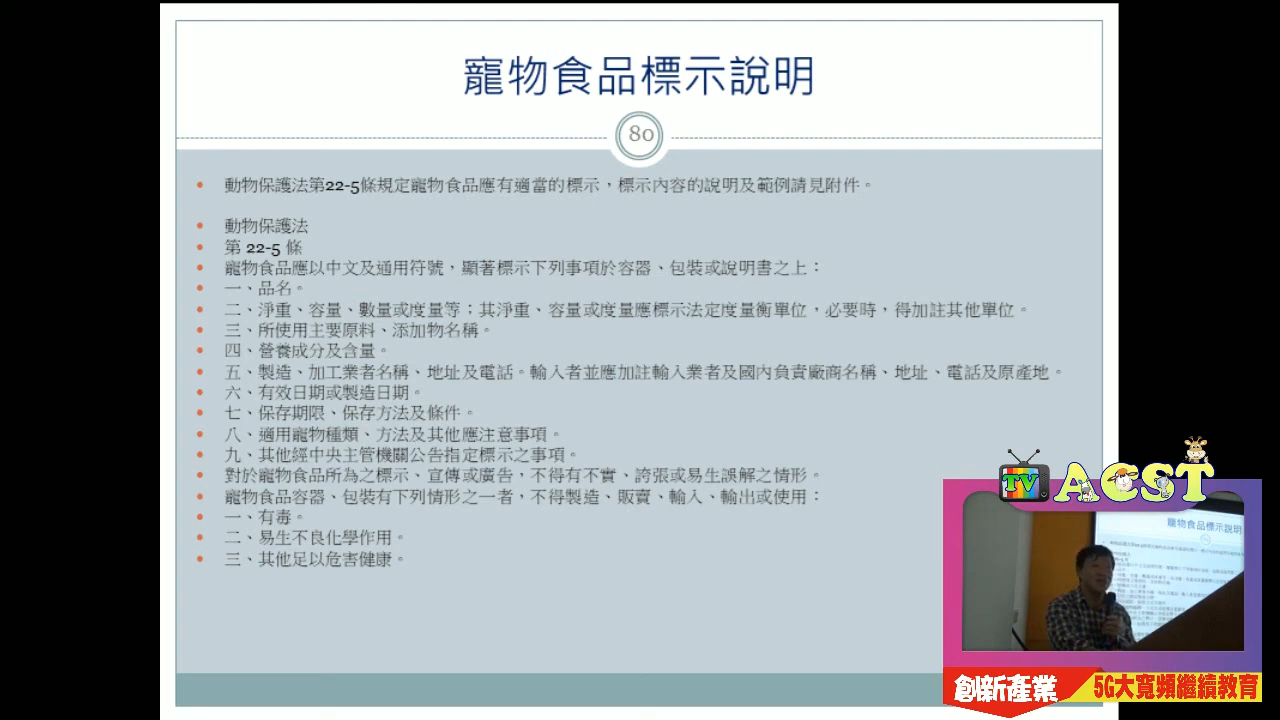 寵物食品標示說明
80
動物保護法第22-5條規定寵物食品應有適當的標示，標示內容的說明及範例請見附件。
動物保護法
第 22-5 條
寵物食品應以中文及通用符號，顯著標示下列事項於容器、包裝或說明書之上：
一、品名。
二、淨重、容量、數量或度量等；其淨重、容量或度量應標示法定度量衡單位，必要時，得加註其他單位。
三、所使用主要原料、添加物名稱。
四、營養成分及含量。
五、製造、加工業者名稱、地址及電話。輸入者並應加註輸入業者及國內負責廠商名稱、地址、電話及原產地。
六、有效日期或製造日期。
七、保存期限、保存方法及條件。
八、適用寵物種類、方法及其他應注意事項。
九、其他經中央主管機關公告指定標示之事項。
對於寵物食品所為之標示、宣傳或廣告，不得有不實、誇張或易生誤解之情形。
寵物食品容器、包裝有下列情形之一者，不得製造、販賣、輸入、輸出或使用：
一、有毒。
二、易生不良化學作用。
三、其他足以危害健康。
TV ACST
寵物食品標示說明
創新產業 5G大寬頻繼續教育